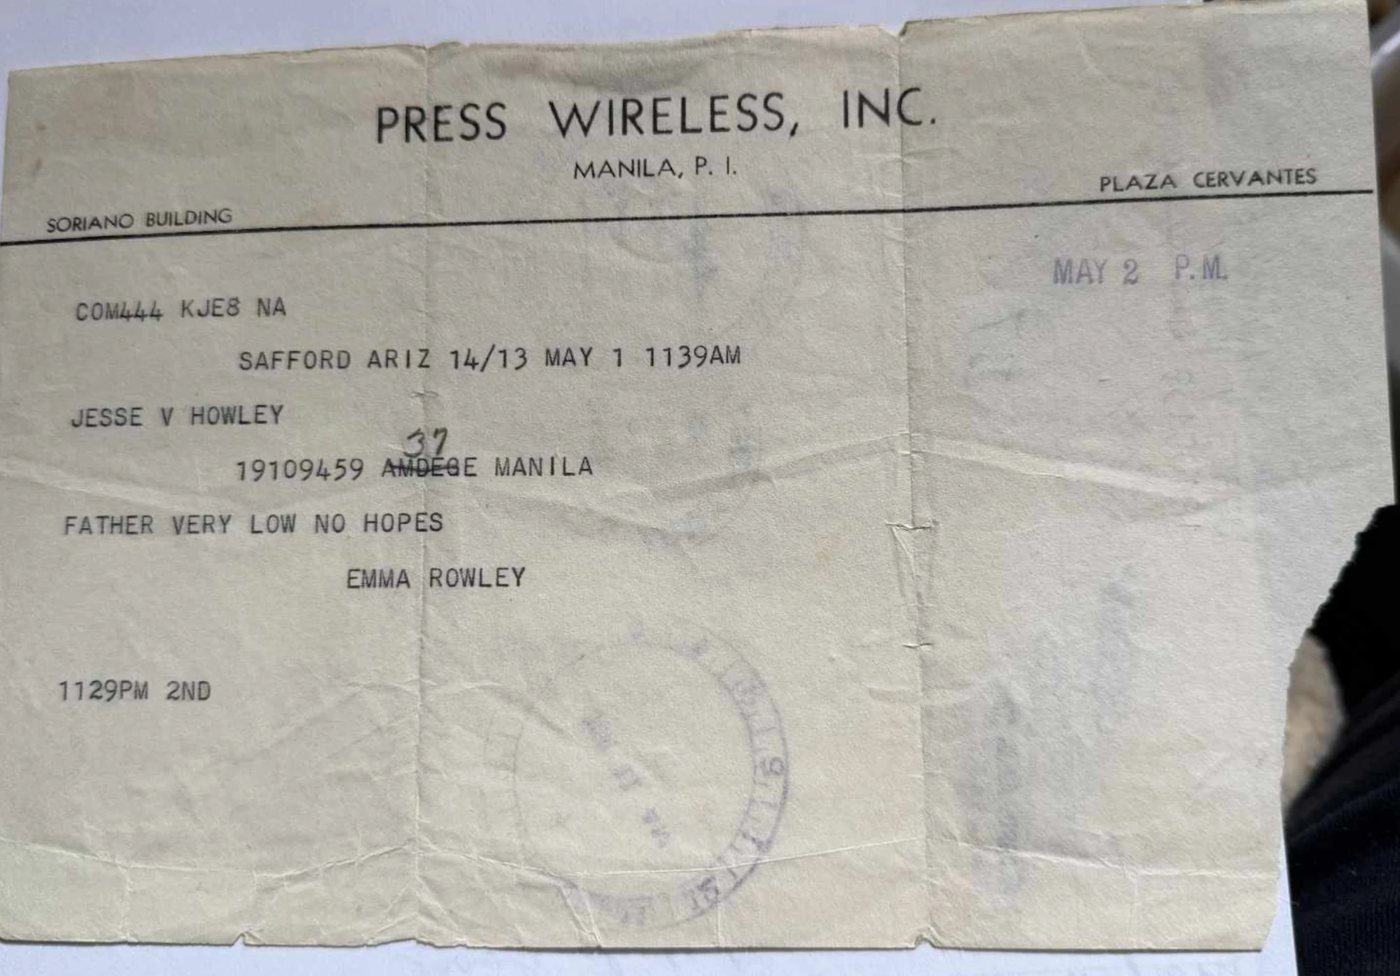 PRESS WIRELESS, INC.
MANILA, P. I.
SORIANO BUILDING PLAZA CERVANTES
MAY 2 P.M.
COM444 KJE8 NA
SAFFORD ARIZ 14/13 MAY 1 1139AM
JESSE V HOWLEY
37
19109459 AMDEGE MANILA
FATHER VERY LOW NO HOPES
EMMA ROWLEY
1129PM 2ND